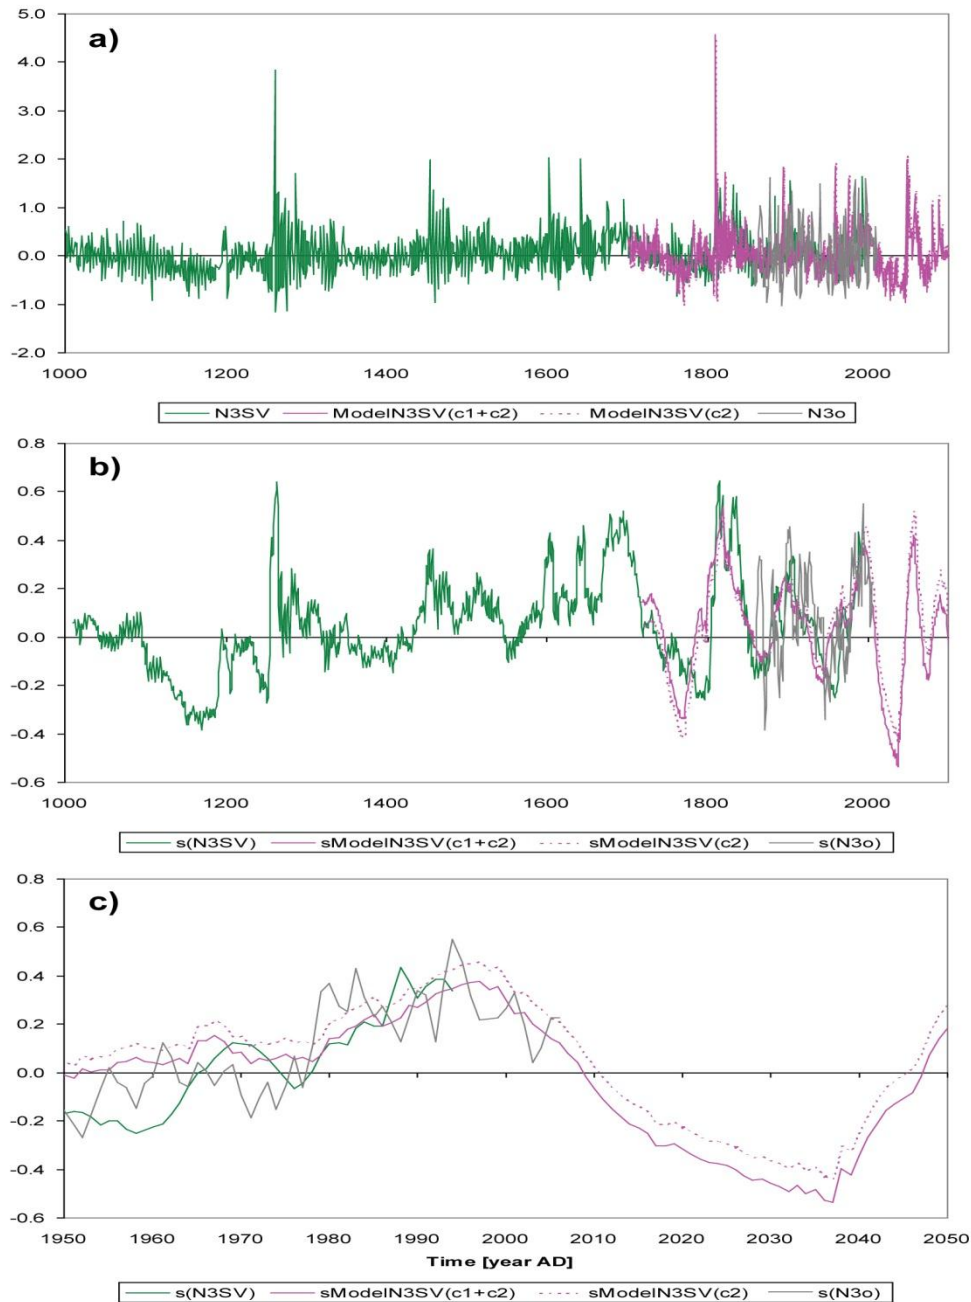 a)
5.0
4.0
3.0
2.0
1.0
0.0
-1.0
-2.0
1000 1200 1400 1600 1800 2000
N3SV ModelN3SV(c1+c2) ModelN3SV(c2) N3o
b)
0.8
0.6
0.4
0.2
0.0
-0.2
-0.4
-0.6
1000 1200 1400 1600 1800 2000
s(N3SV) sModelN3SV(c1+c2) sModelN3SV(c2) s(N3o)
c)
0.8
0.6
0.4
0.2
0.0
-0.2
-0.4
-0.6
1950 1960 1970 1980 1990 2000 2010 2020 2030 2040 2050
Time [year AD]
s(N3SV) sModelN3SV(c1+c2) sModelN3SV(c2) s(N3o)